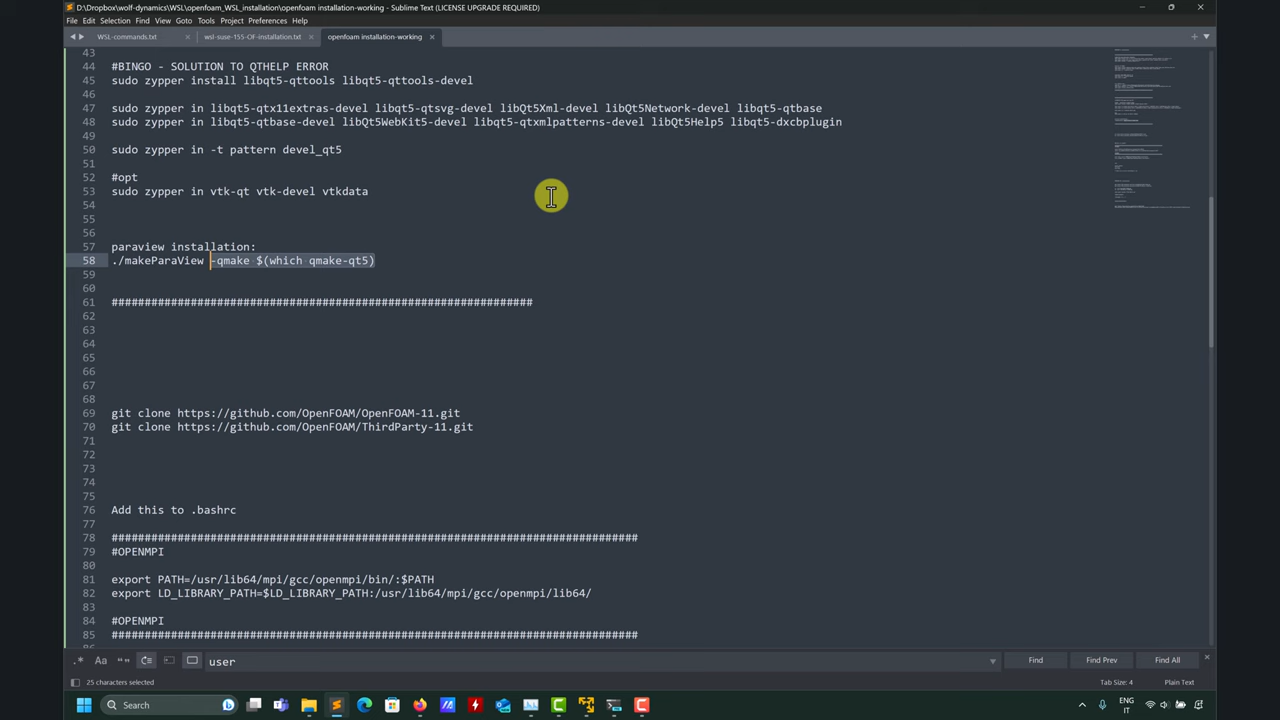 D:\Dropbox\wolf-dynamics\WSL\openfoam_WSL_installation\openfoam installation-working - Sublime Text (LICENSE UPGRADE REQUIRED)
File Edit Selection Find View Goto Tools Project Preferences Help
WSL-commands.txt × wsl-suse-155-OF-installation.txt × openfoam installation-working ×
43
44 #BINGO - SOLUTION TO QTHELP ERROR
45 sudo zypper install libqt5-qttools libqt5-qttools-devel
46
47 sudo zypper in libqt5-qtx11extras-devel libqt5-qtsvg-devel libQt5Xml-devel libQt5Network-devel libqt5-qtbase
48 sudo zypper in libqt5-qtbase-devel libQt5WebKit5-devel libqt5-qtxmlpatterns-devel libQt5Help5 libqt5-dxcbplugin
49
50 sudo zypper in -t pattern devel_qt5
51
52 #opt
53 sudo zypper in vtk-qt vtk-devel vtkdata
54
55
56
57 paraview installation:
58 ./makeParaView -qmake $(which qmake-qt5)
59
60
61 ################################################################
62
63
64
65
66
67
68
69 git clone https://github.com/OpenFOAM/OpenFOAM-11.git
70 git clone https://github.com/OpenFOAM/ThirdParty-11.git
71
72
73
74
75
76 Add this to .bashrc
77
78 ################################################################################
79 #OPENMPI
80
81 export PATH=/usr/lib64/mpi/gcc/openmpi/bin/:$PATH
82 export LD_LIBRARY_PATH=$LD_LIBRARY_PATH:/usr/lib64/mpi/gcc/openmpi/lib64/
83
84 #OPENMPI
85 ################################################################################
.* Aa user Find Find Prev Find All
25 characters selected Tab Size: 4 Plain Text
Search ENG
IT